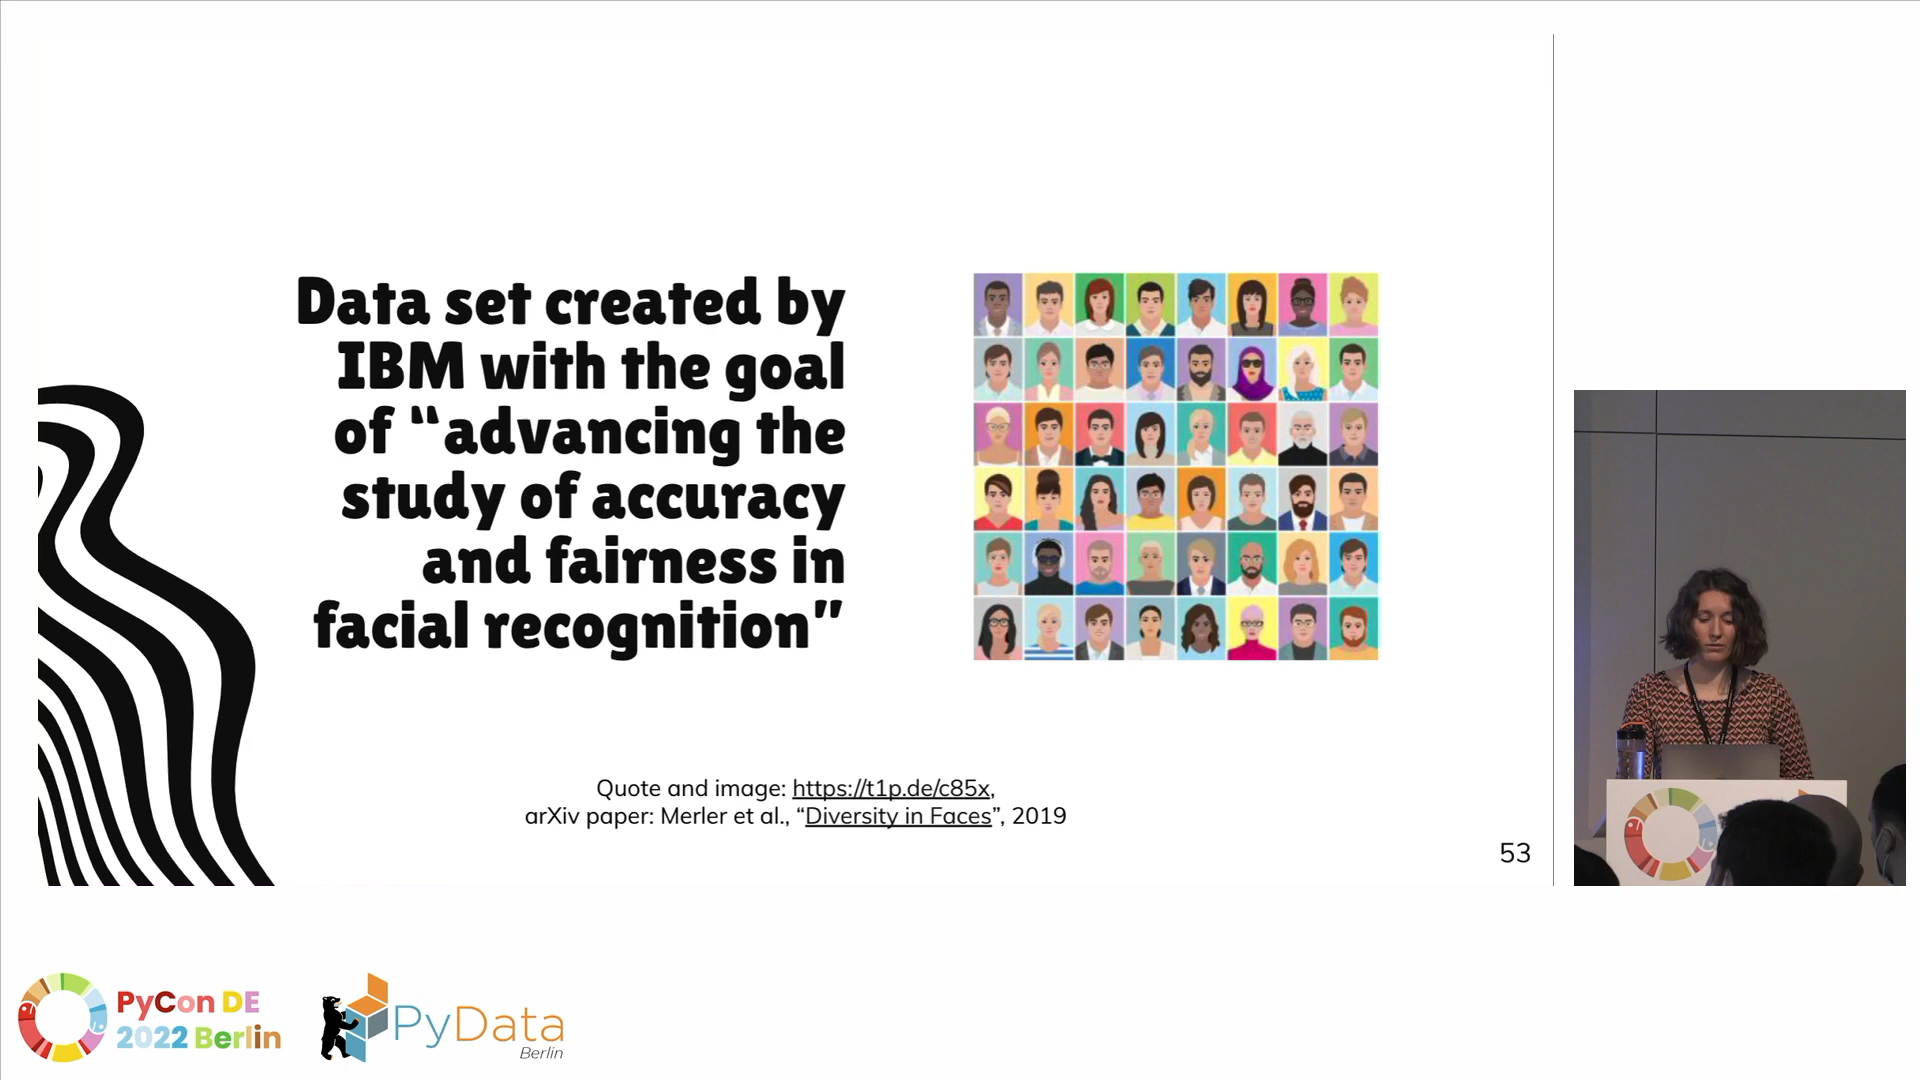 Data set created by
IBM with the goal
of “advancing the
study of accuracy
and fairness in
facial recognition”
Quote and image: https://t1p.de/c85x,
arXiv paper: Merler et al., “Diversity in Faces”, 2019
53
PyCon DE
2022 Berlin
PyData
Berlin